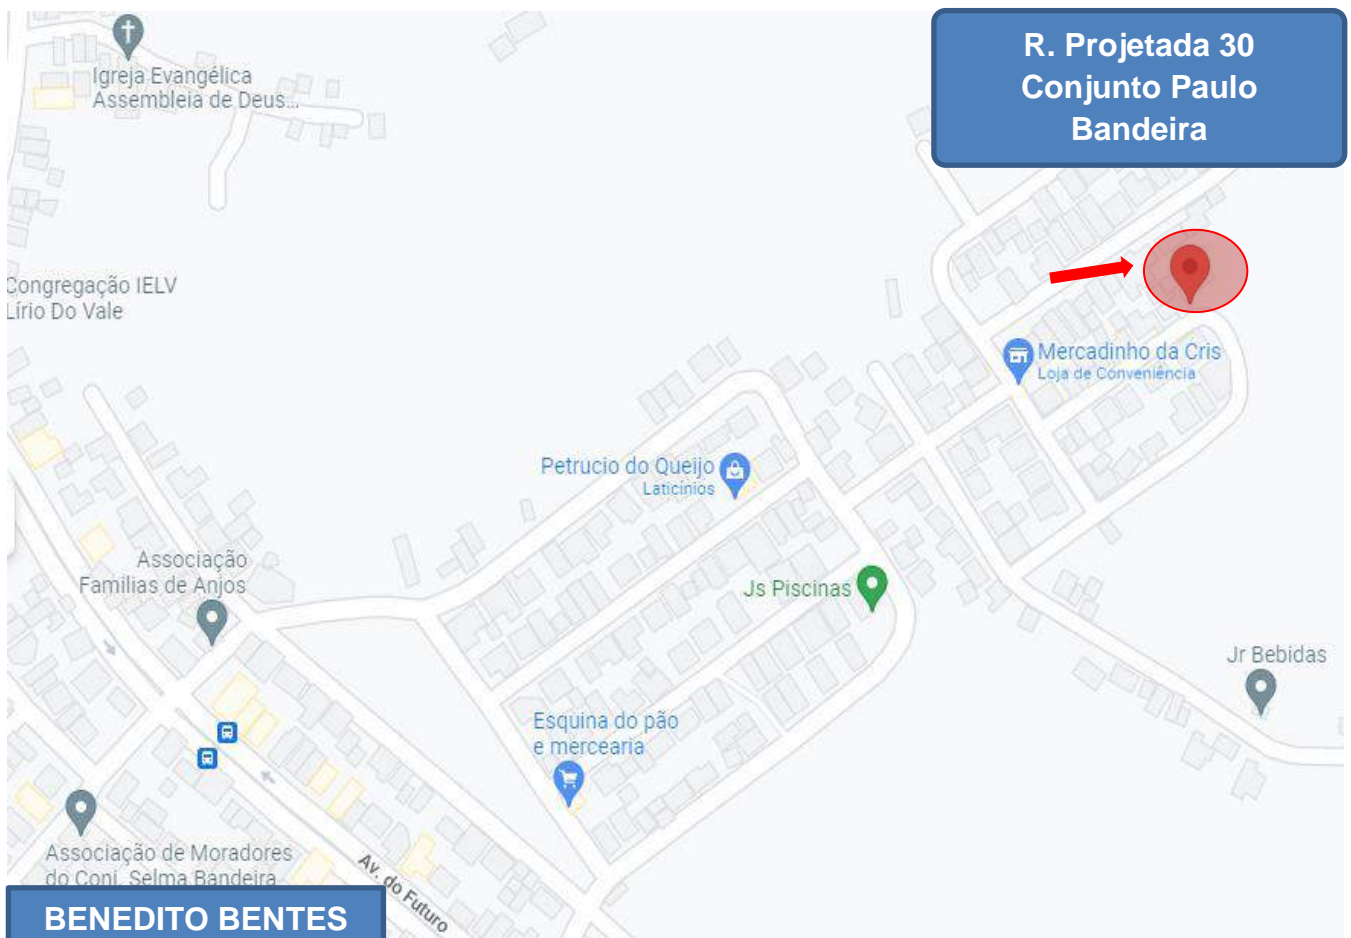 R. Projetada 30
Conjunto Paulo
Bandeira
Igreja Evangélica
Assembleia de Deus...
Congregação IELV
Lírio Do Vale
Mercadinho da Cris
Loja de Conveniência
Petrucio do Queijo
Laticínios
Associação
Familias de Anjos
Js Piscinas
Jr Bebidas
Esquina do pão
e mercearia
Associação de Moradores
do Conj. Selma Bandeira
Av. do Futuro
BENEDITO BENTES